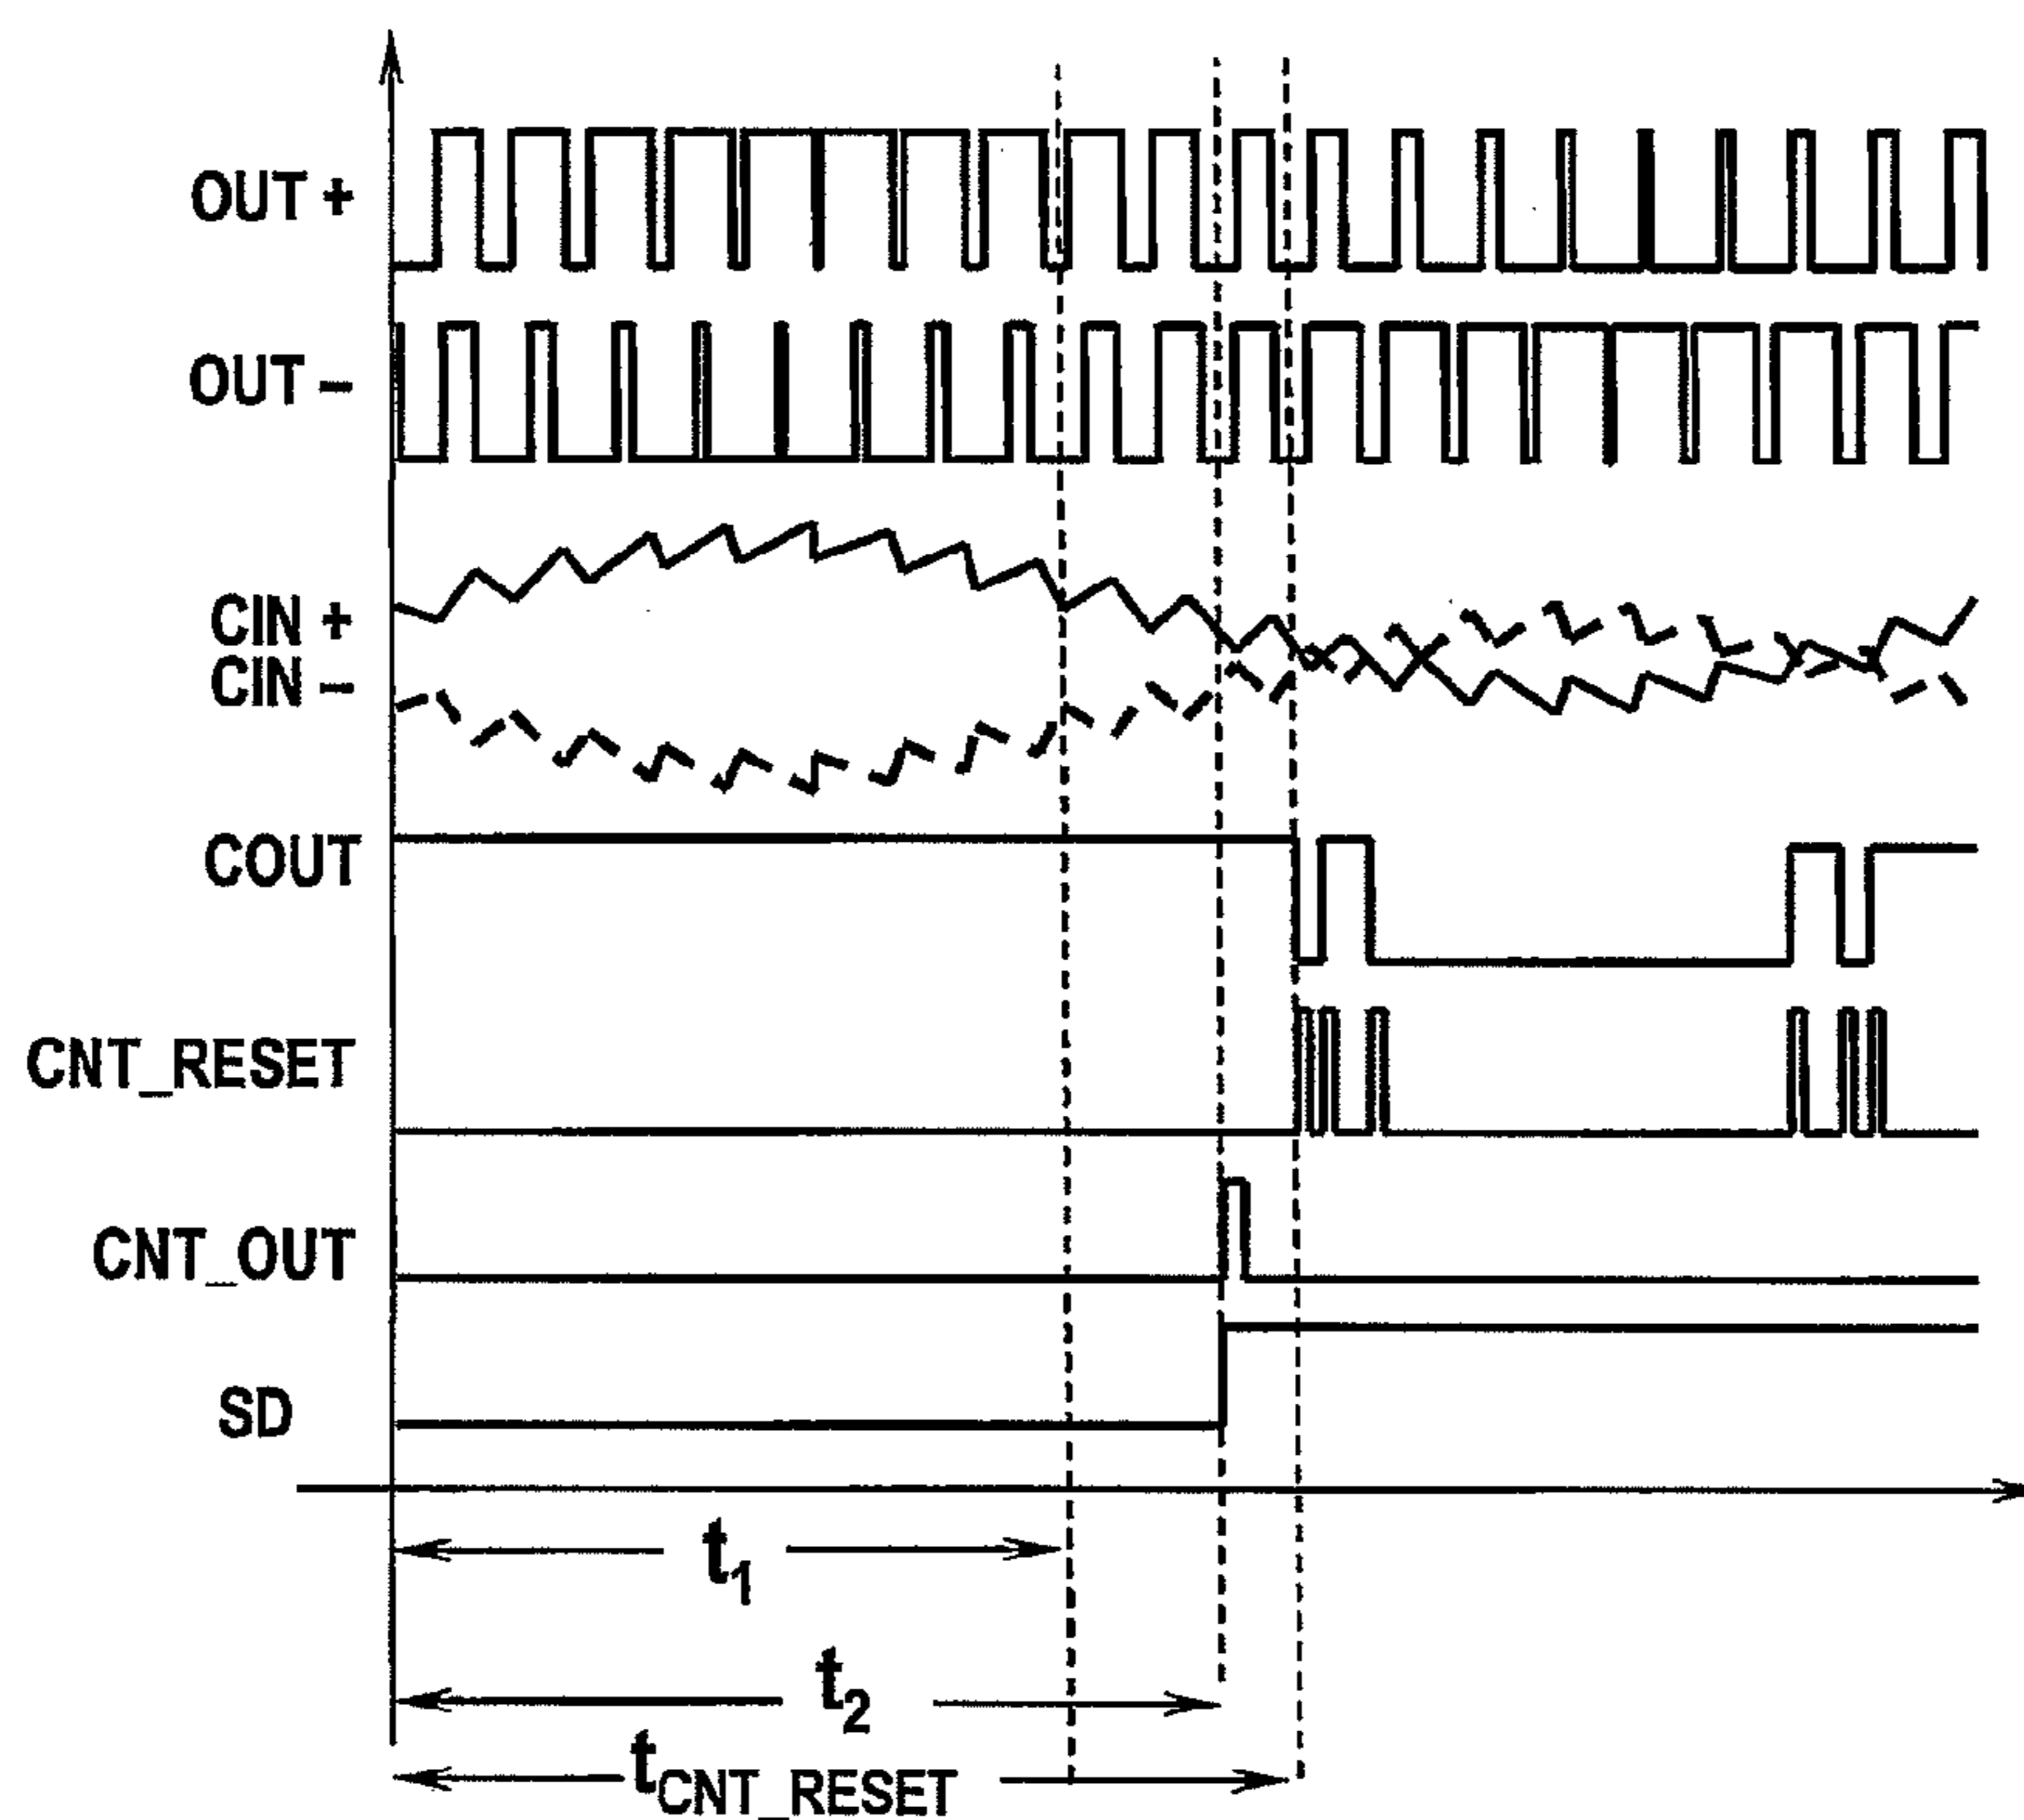 OUT +
OUT -
CIN +
CIN -
COUT
CNT_RESET
CNT_OUT
SD
t1
t2
tCNT_RESET